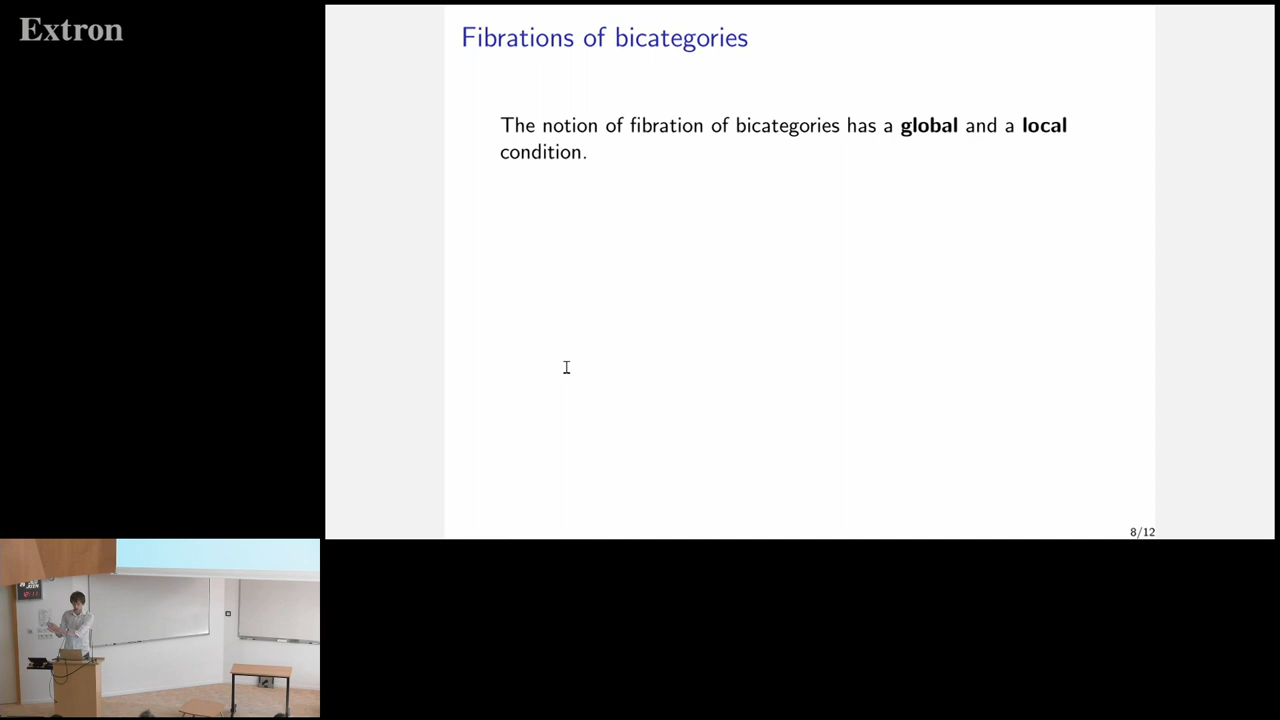 Extron
Fibrations of bicategories
The notion of fibration of bicategories has a global and a local
condition.
8/12